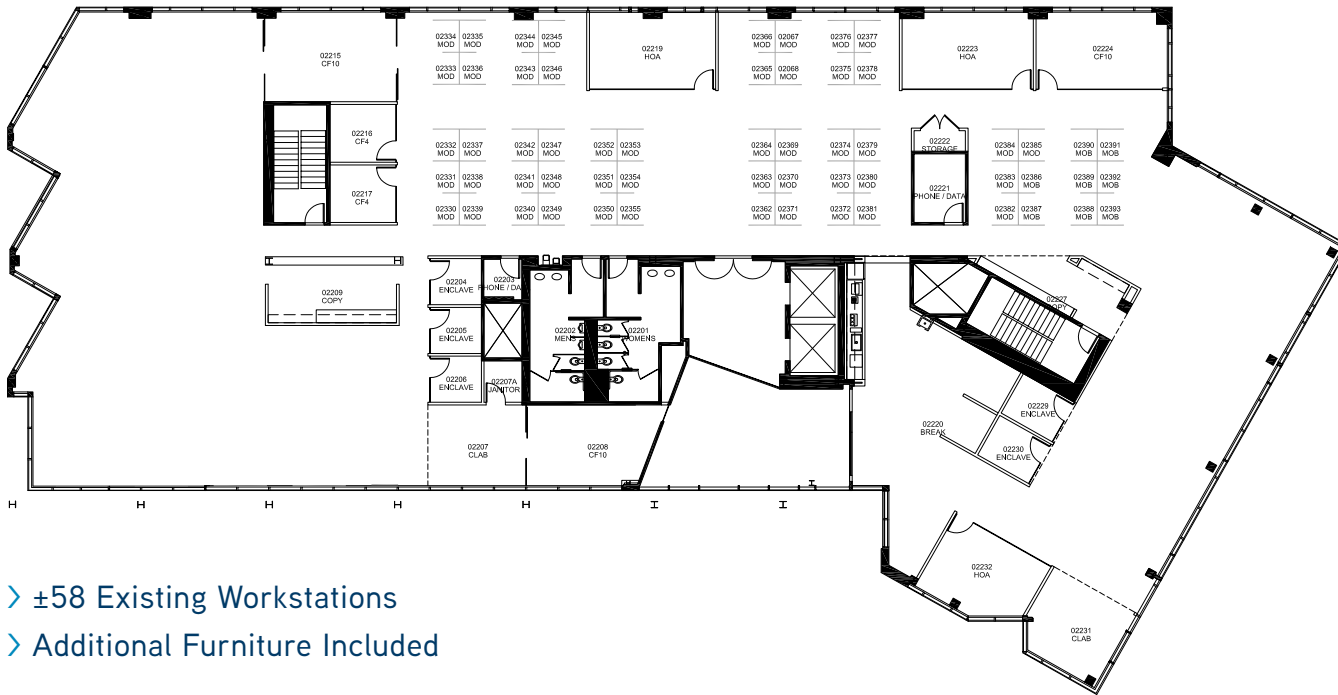 02334 02335
MOD MOD
02333 02336
MOD MOD
02344 02345
MOD MOD
02343 02346
MOD MOD
02366 02067
MOD MOD
02365 02068
MOD MOD
02376 02377
MOD MOD
02375 02378
MOD MOD
02215
CF10
02219
HOA
02223
HOA
02224
CF10
02216
CF4
02217
CF4
02332 02337
MOD MOD
02331 02338
MOD MOD
02330 02339
MOD MOD
02342 02347
MOD MOD
02341 02348
MOD MOD
02340 02349
MOD MOD
02352 02353
MOD MOD
02351 02354
MOD MOD
02350 02355
MOD MOD
02364 02369
MOD MOD
02363 02370
MOD MOD
02362 02371
MOD MOD
02374 02379
MOD MOD
02373 02380
MOD MOD
02372 02381
MOD MOD
02222
STORAGE
02221
PHONE / DATA
02384 02385
MOD MOD
02383 02386
MOD MOB
02382 02387
MOD MOB
02390 02391
MOB MOB
02389 02392
MOB MOB
02388 02393
MOB MOB
02209
COPY
02204
ENCLAVE
02203
PHONE / DA
02205
ENCLAVE
02206
ENCLAVE
02207A
JANITOR
02202
MENS
02201
WOMENS
02207
CLAB
02208
CF10
02227
COPY
02220
BREAK
02229
ENCLAVE
02230
ENCLAVE
02232
HOA
02231
CLAB
> ±58 Existing Workstations
> Additional Furniture Included